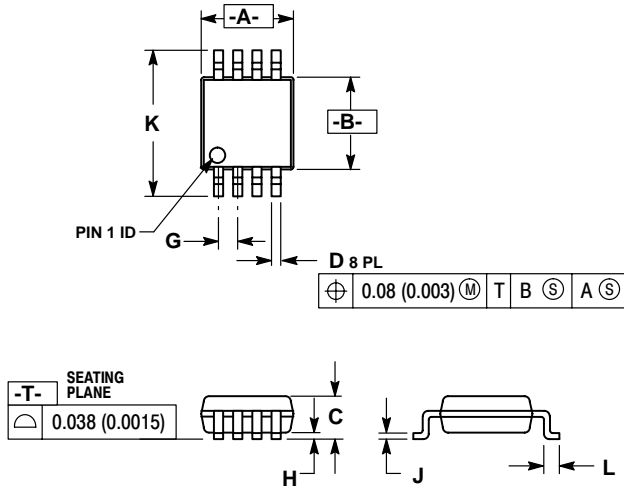 -A-
K
-B-
PIN 1 ID
G
D 8 PL
⌖ 0.08 (0.003) Ⓜ T B Ⓢ A Ⓢ
-T- SEATING PLANE
⌓ 0.038 (0.0015)
C
H
J
L